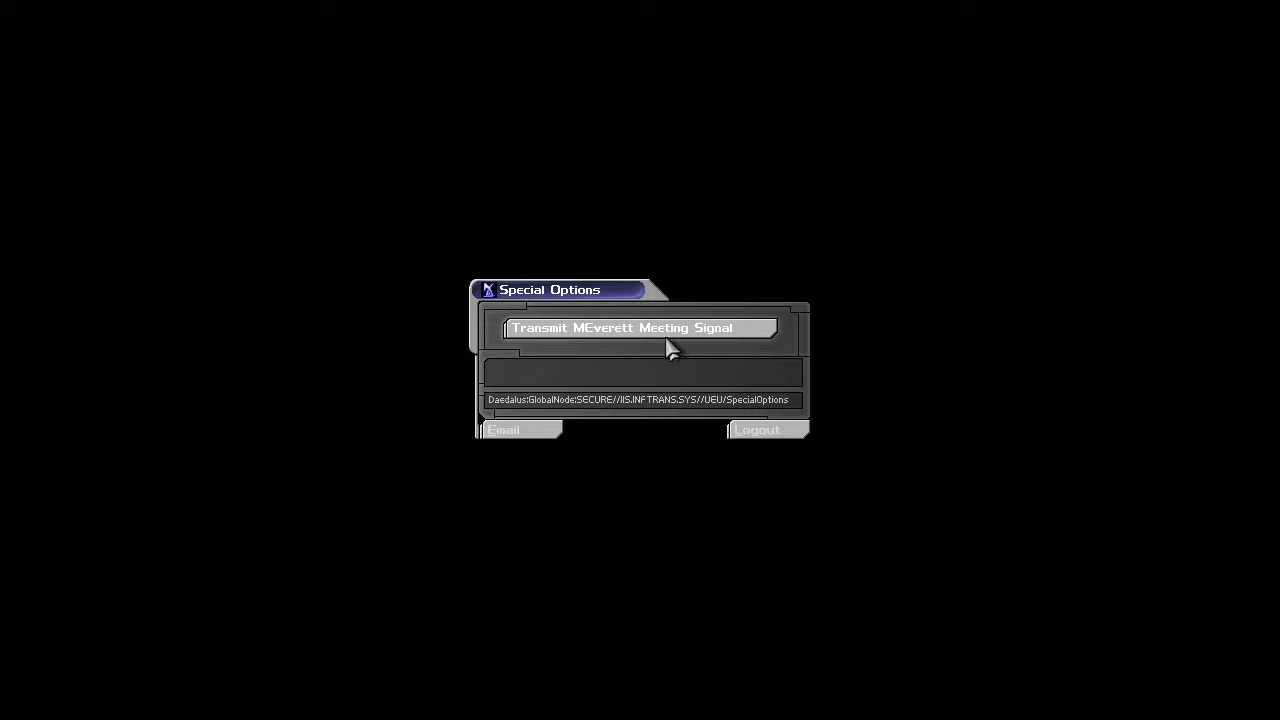 Special Options
Transmit MEverett Meeting Signal
Daedalus:GlobalNode:SECURE//IIS.INFTRANS.SYS//UEU/SpecialOptions
Email
Logout